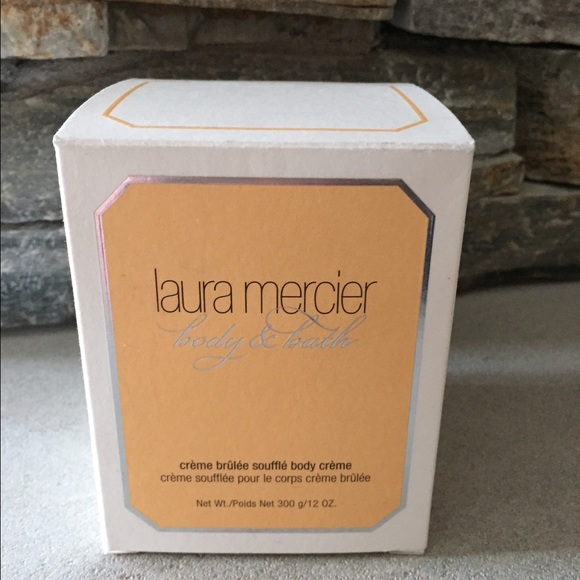 laura mercier
body & bath
crème brûlée soufflé body crème
crème soufflée pour le corps crème brûlée
Net Wt./Poids Net 300 g/12 OZ.